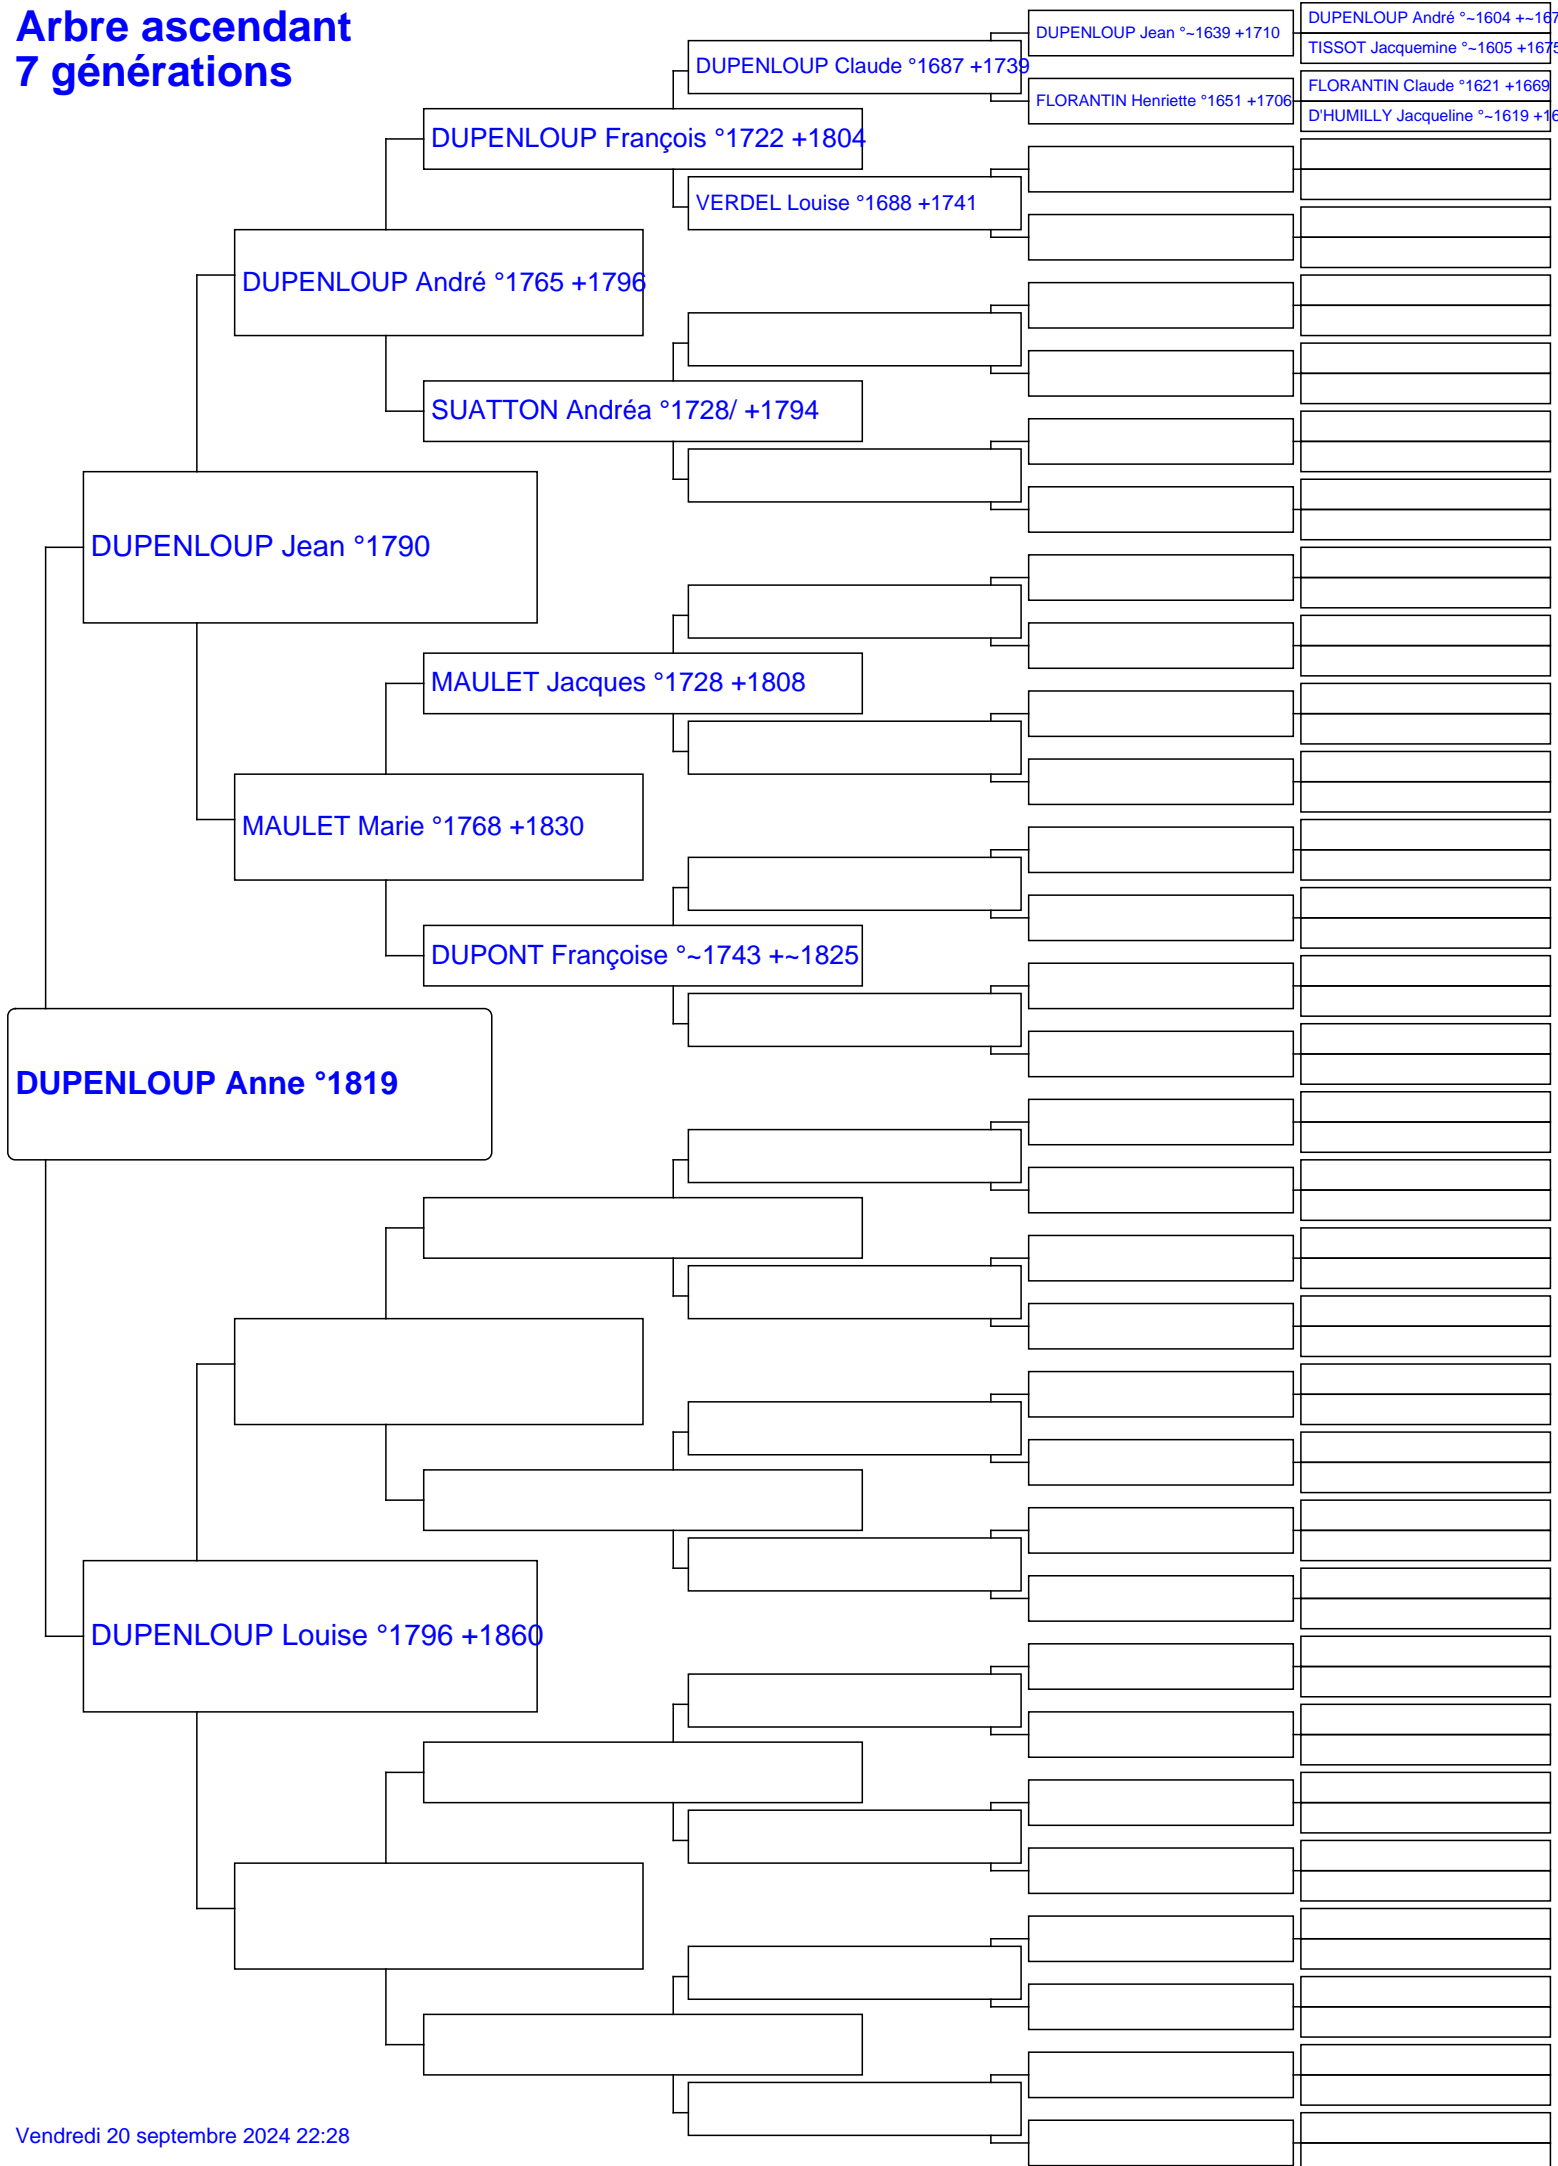 Arbre ascendant
7 générations
DUPENLOUP Jean °~1639 +1710
DUPENLOUP André °~1604 +~167
TISSOT Jacquemine °~1605 +1675
DUPENLOUP Claude °1687 +1739
FLORANTIN Henriette °1651 +1706
FLORANTIN Claude °1621 +1669
D'HUMILLY Jacqueline °~1619 +16
DUPENLOUP François °1722 +1804
VERDEL Louise °1688 +1741
DUPENLOUP André °1765 +1796
SUATTON Andréa °1728/ +1794
DUPENLOUP Jean °1790
MAULET Jacques °1728 +1808
MAULET Marie °1768 +1830
DUPONT Françoise °~1743 +~1825
DUPENLOUP Anne °1819
DUPENLOUP Louise °1796 +1860
Vendredi 20 septembre 2024 22:28